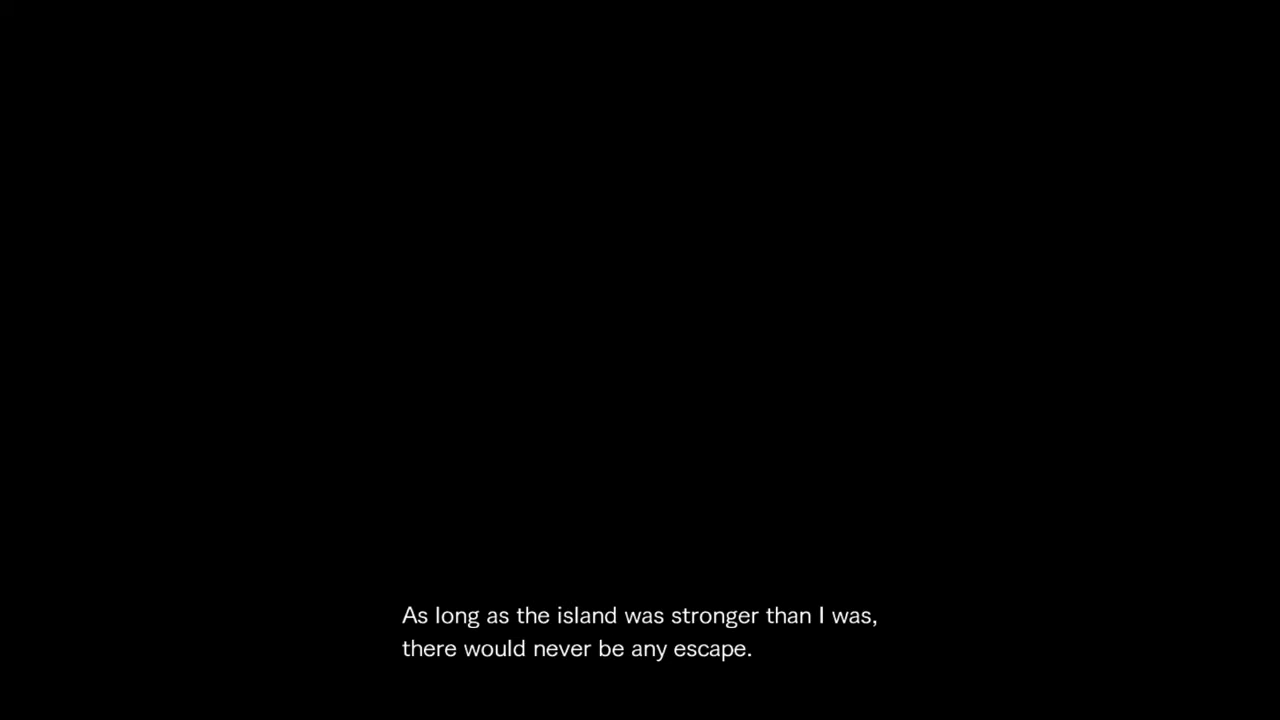 As long as the island was stronger than I was,
there would never be any escape.